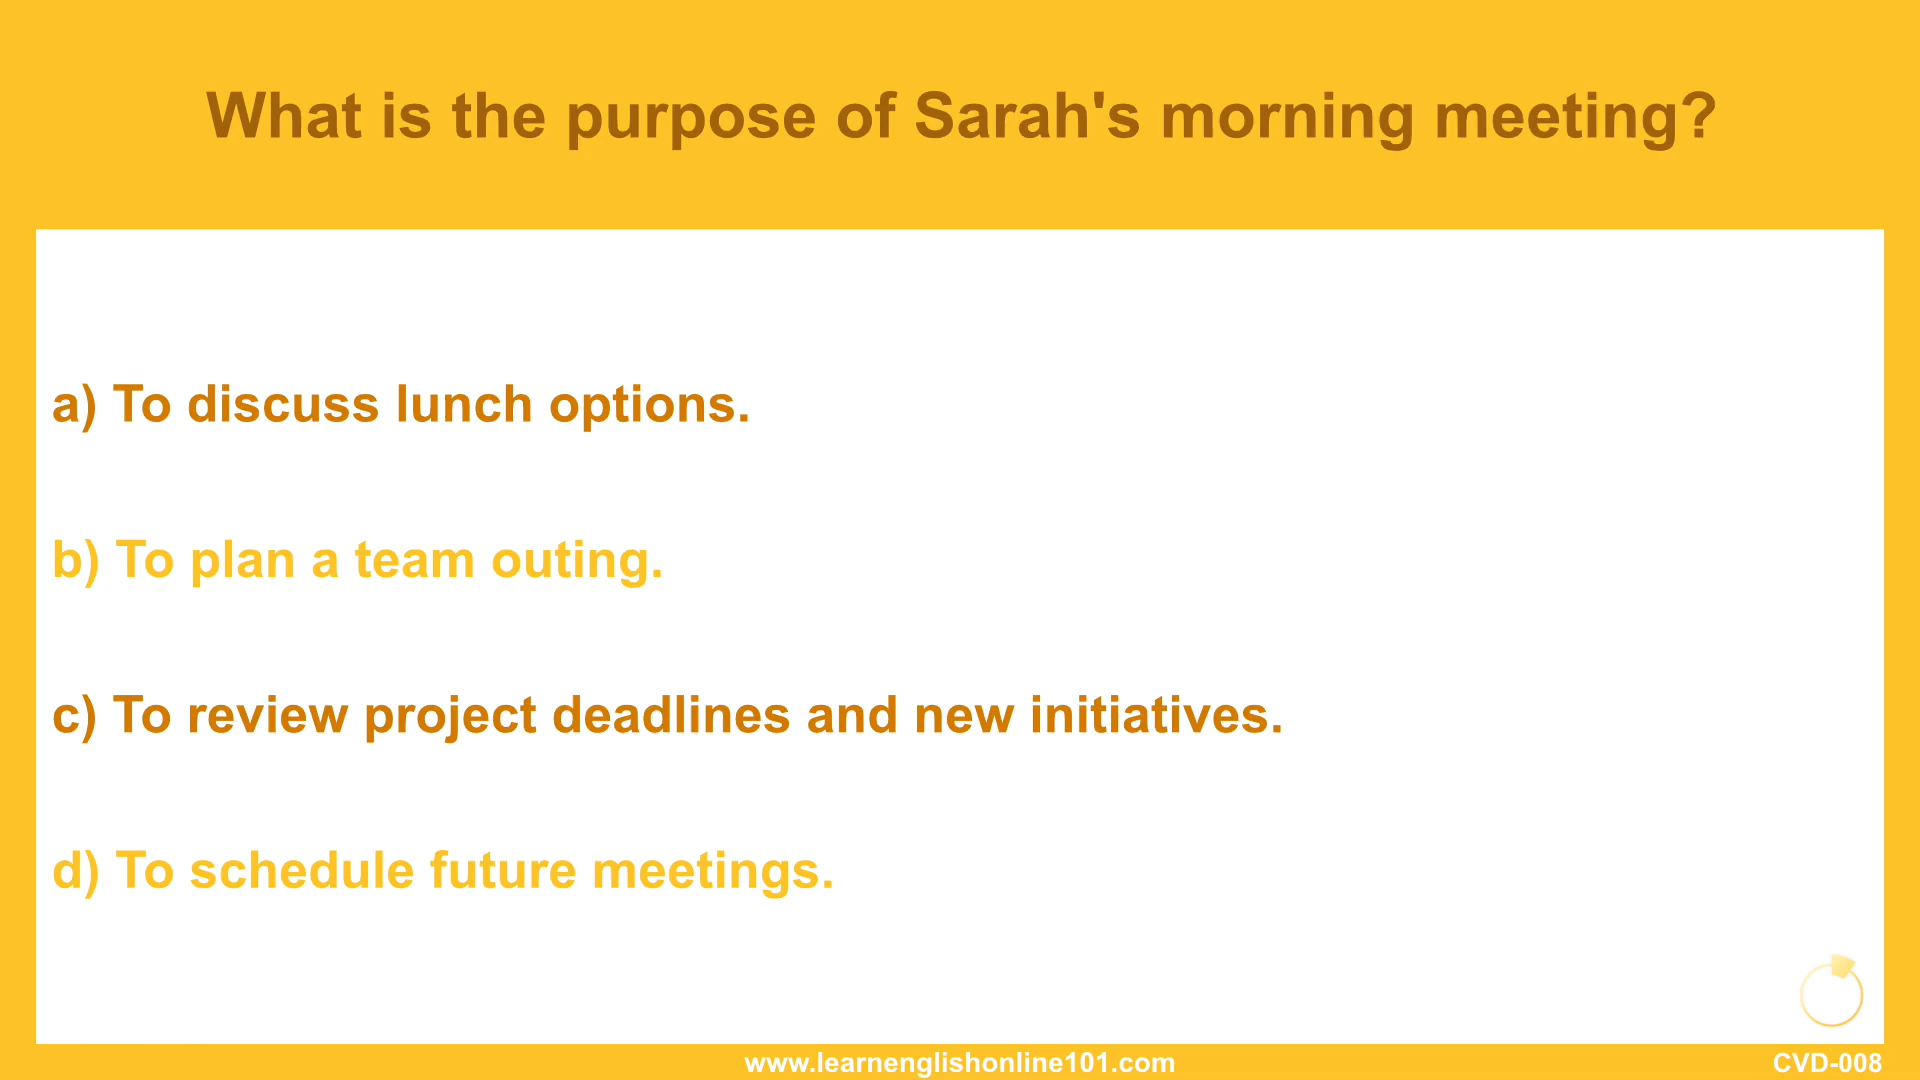 What is the purpose of Sarah's morning meeting?
a) To discuss lunch options.
b) To plan a team outing.
c) To review project deadlines and new initiatives.
d) To schedule future meetings.
www.learnenglishonline101.com
CVD-008